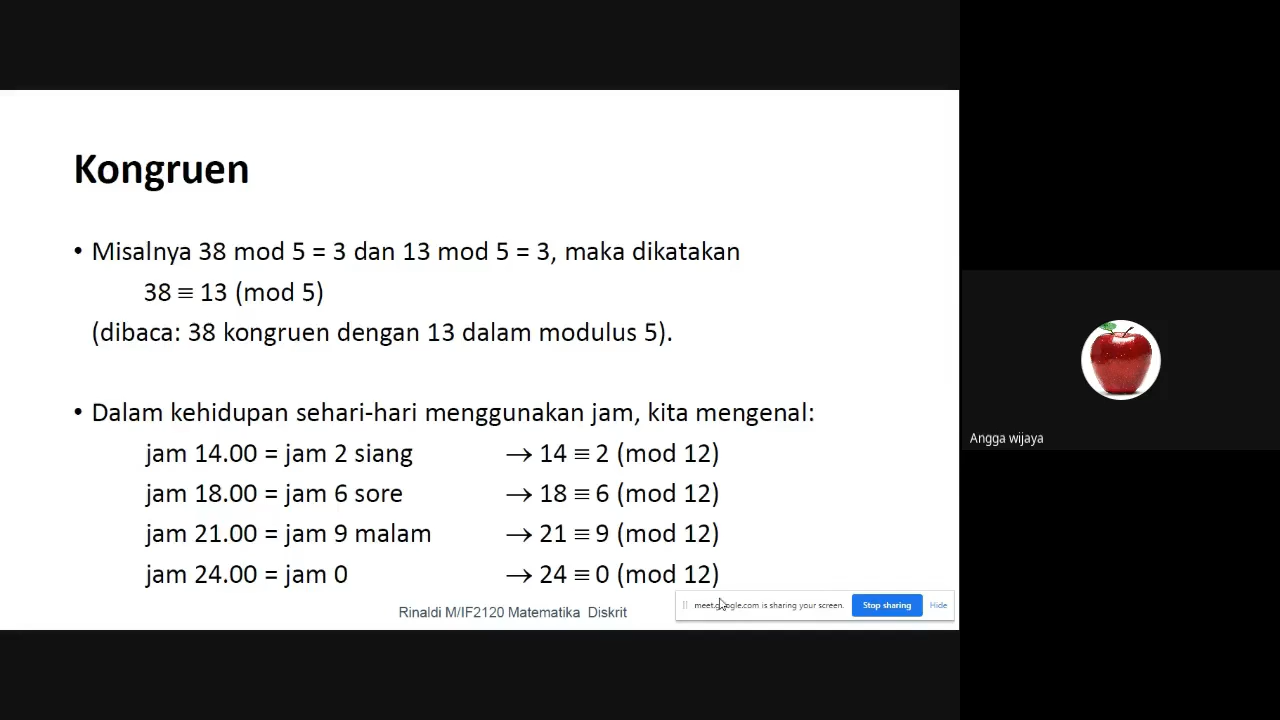 Kongruen
• Misalnya 38 mod 5 = 3 dan 13 mod 5 = 3, maka dikatakan
38 ≡ 13 (mod 5)
(dibaca: 38 kongruen dengan 13 dalam modulus 5).
• Dalam kehidupan sehari-hari menggunakan jam, kita mengenal:
jam 14.00 = jam 2 siang → 14 ≡ 2 (mod 12)
jam 18.00 = jam 6 sore → 18 ≡ 6 (mod 12)
jam 21.00 = jam 9 malam → 21 ≡ 9 (mod 12)
jam 24.00 = jam 0 → 24 ≡ 0 (mod 12)
Rinaldi M/IF2120 Matematika Diskrit
meet.google.com is sharing your screen. Stop sharing Hide
Angga wijaya